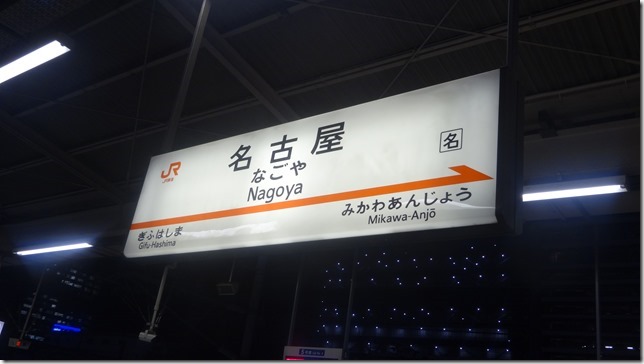 JR
名古屋
名
なごや
Nagoya
ぎふはしま
Gifu-Hashima
みかわあんじょう
Mikawa-Anjō